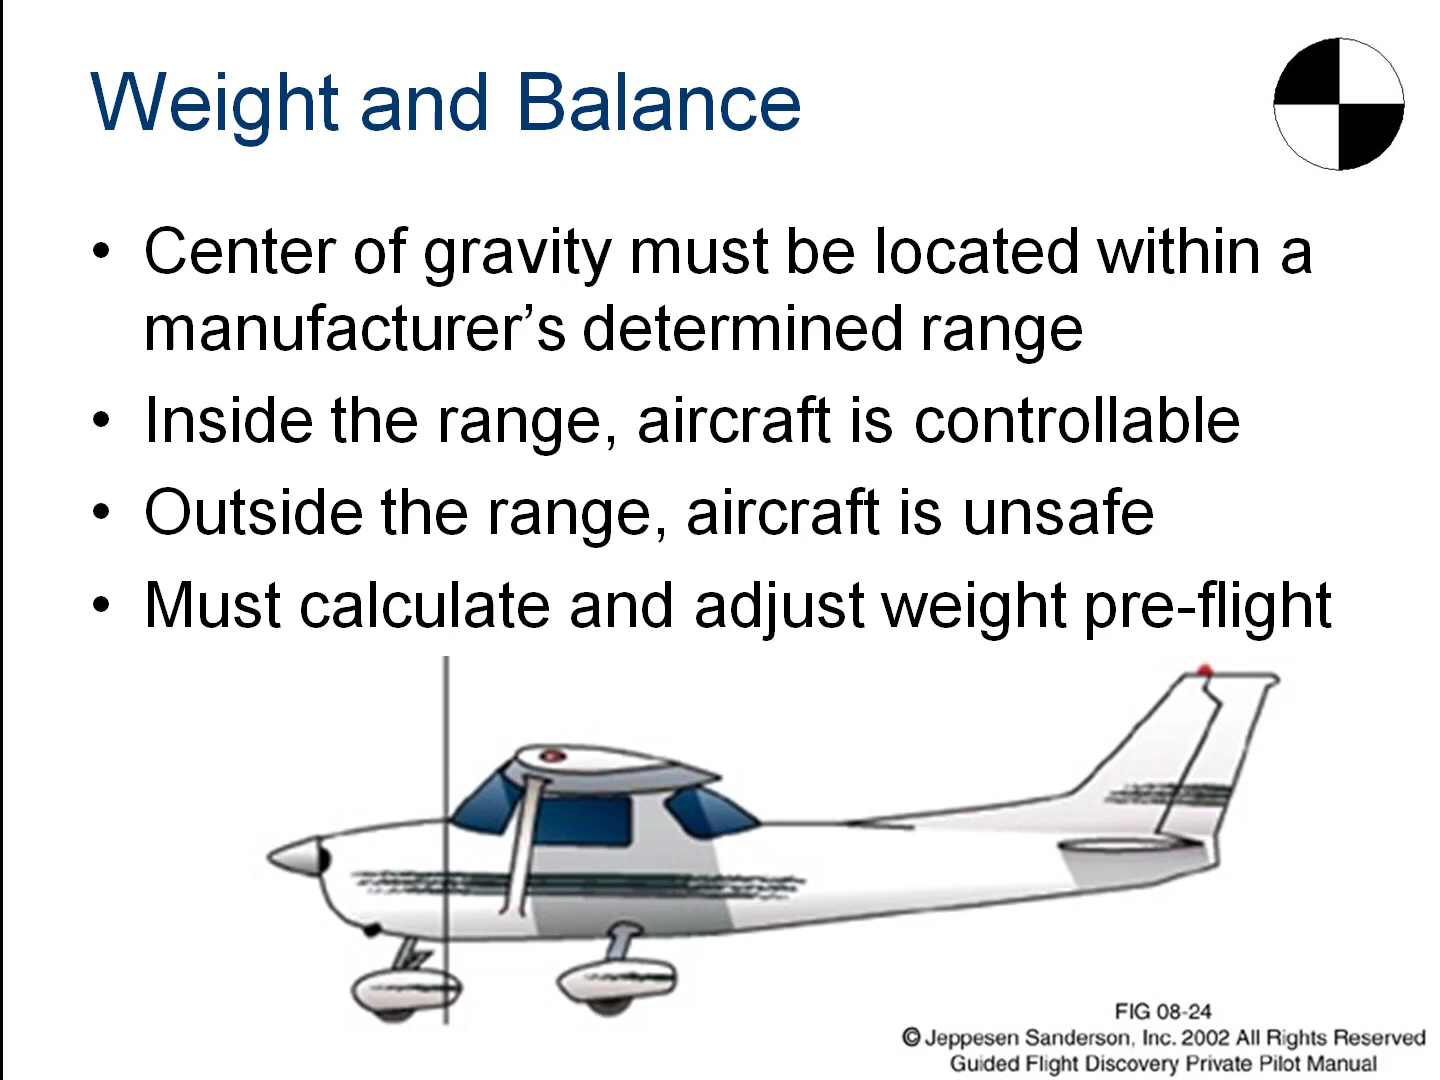 Weight and Balance
• Center of gravity must be located within a
manufacturer’s determined range
• Inside the range, aircraft is controllable
• Outside the range, aircraft is unsafe
• Must calculate and adjust weight pre-flight
FIG 08-24
© Jeppesen Sanderson, Inc. 2002 All Rights Reserved
Guided Flight Discovery Private Pilot Manual